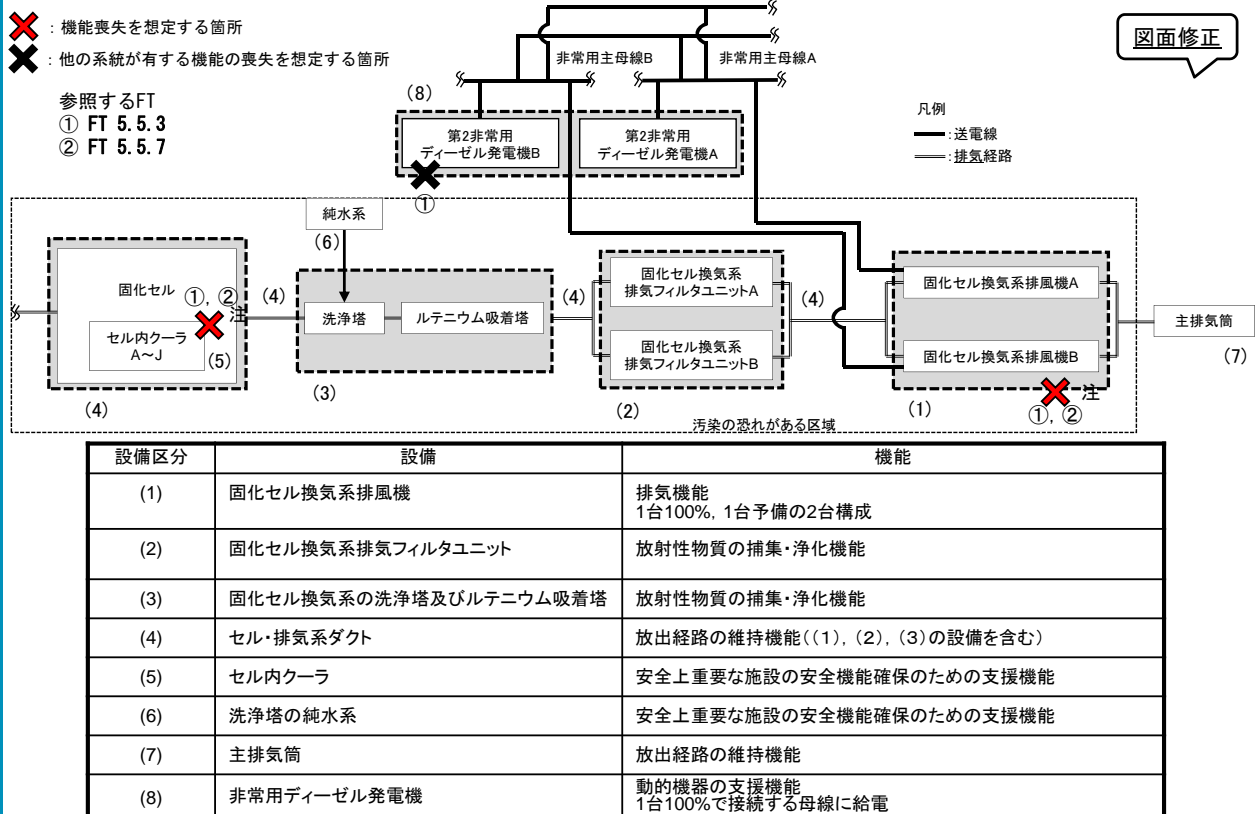 ：機能喪失を想定する箇所
：他の系統が有する機能の喪失を想定する箇所
参照するFT
① FT 5.5.3
② FT 5.5.7
図面修正
非常用主母線B
非常用主母線A
(8)
第2非常用
ディーゼル発電機B
第2非常用
ディーゼル発電機A
①
凡例
：送電線
：排気経路
純水系
(6)
固化セル
①, ②
注
セル内クーラ
A～J
(5)
(4)
(4)
洗浄塔
ルテニウム吸着塔
(3)
(4)
固化セル換気系
排気フィルタユニットA
固化セル換気系
排気フィルタユニットB
(2)
(4)
固化セル換気系排風機A
固化セル換気系排風機B
(1)
注
①, ②
主排気筒
(7)
汚染の恐れがある区域
設備区分 設備 機能
(1) 固化セル換気系排風機 排気機能
1台100%, 1台予備の2台構成
(2) 固化セル換気系排気フィルタユニット 放射性物質の捕集・浄化機能
(3) 固化セル換気系の洗浄塔及びルテニウム吸着塔 放射性物質の捕集・浄化機能
(4) セル・排気系ダクト 放出経路の維持機能((1), (2), (3)の設備を含む)
(5) セル内クーラ 安全上重要な施設の安全機能確保のための支援機能
(6) 洗浄塔の純水系 安全上重要な施設の安全機能確保のための支援機能
(7) 主排気筒 放出経路の維持機能
(8) 非常用ディーゼル発電機 動的機器の支援機能
1台100%で接続する母線に給電